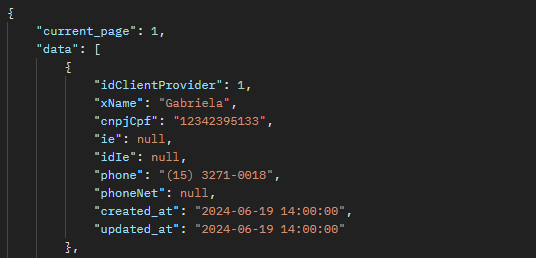 {
"current_page": 1,
"data": [
{
"idClientProvider": 1,
"xName": "Gabriela",
"cnpjCpf": "12342395133",
"ie": null,
"idIe": null,
"phone": "(15) 3271-0018",
"phoneNet": null,
"created_at": "2024-06-19 14:00:00",
"updated_at": "2024-06-19 14:00:00"
},